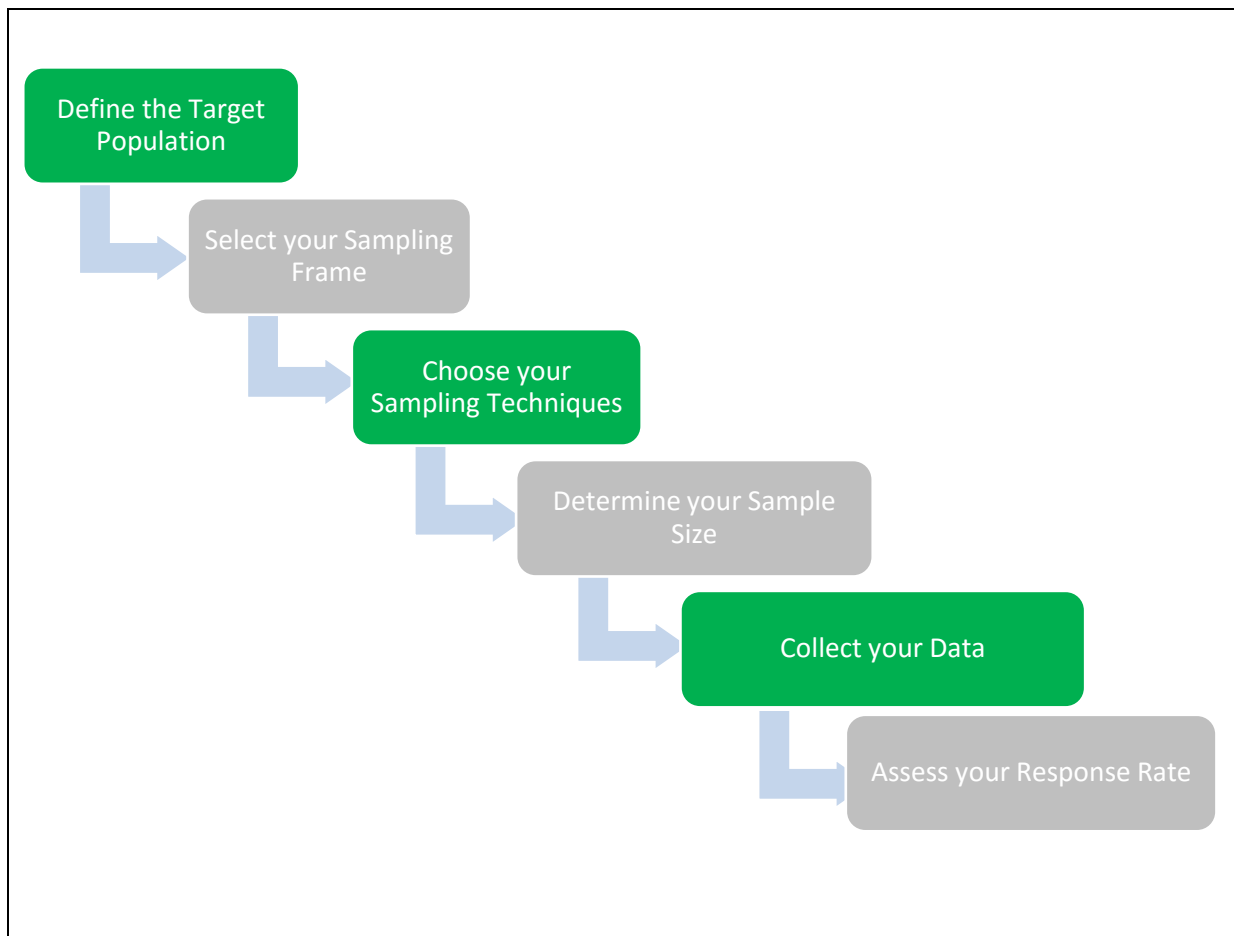 Define the Target
Population
Select your Sampling
Frame
Choose your
Sampling Techniques
Determine your Sample
Size
Collect your Data
Assess your Response Rate